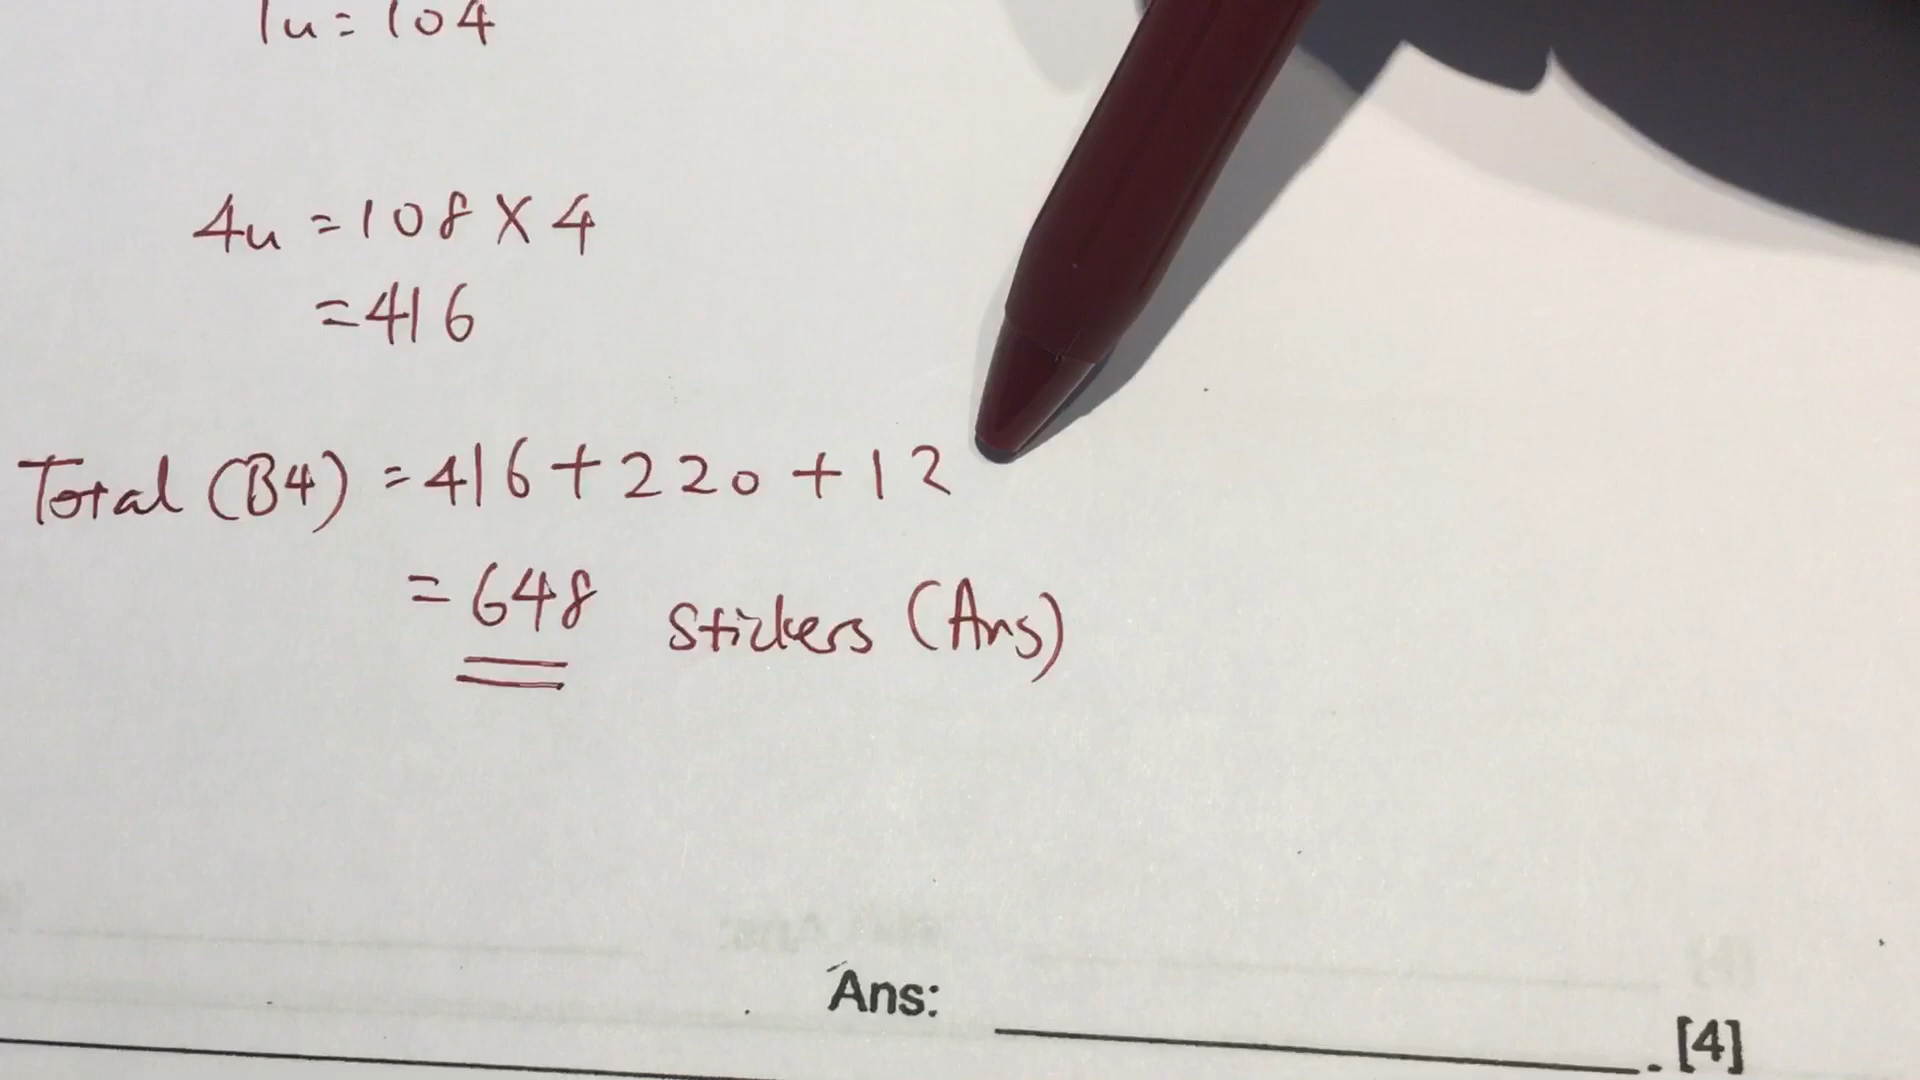 1u = 104
4u = 108 X 4
= 416
Total (B4) = 416 + 220 + 12
= 648 stickers (Ans)
Ans: . [4]